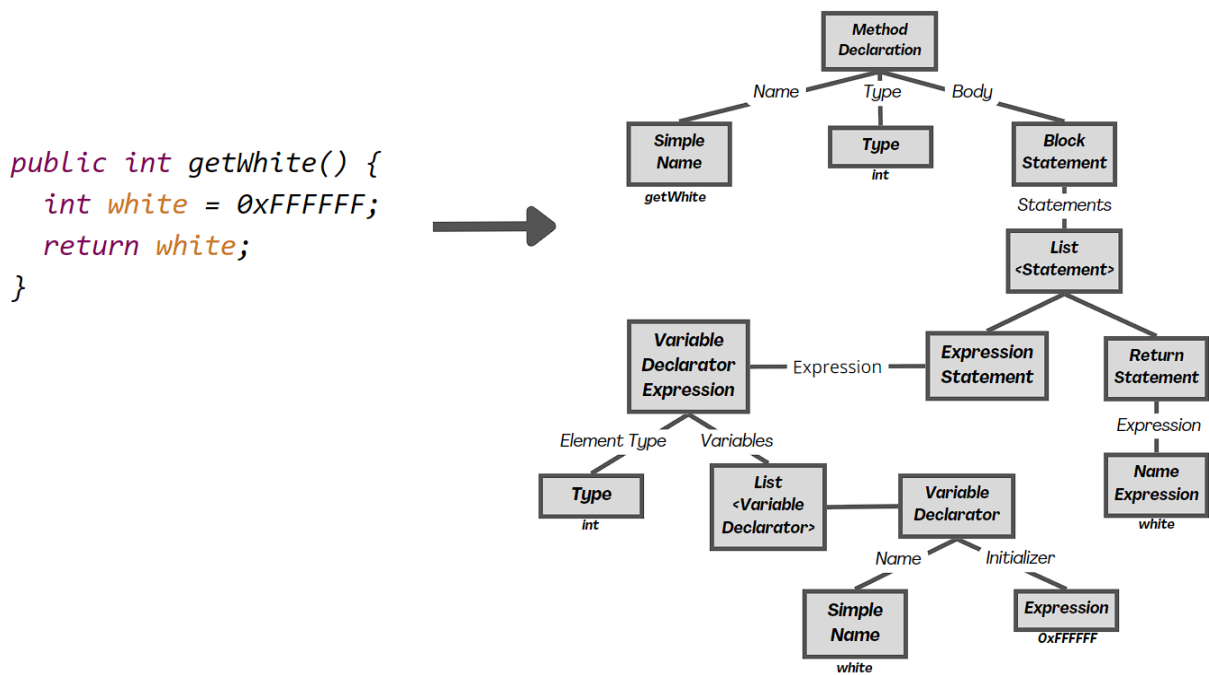 public int getWhite() {
int white = 0xFFFFFF;
return white;
}
Method
Declaration
Name
Type
Body
Simple
Name
getWhite
Type
int
Block
Statement
Statements
List
<Statement>
Variable
Declarator
Expression
Expression
Expression
Statement
Return
Statement
Element Type
Variables
Expression
Type
int
List
<Variable
Declarator>
Variable
Declarator
Name
Expression
white
Name
Initializer
Simple
Name
white
Expression
0xFFFFFF